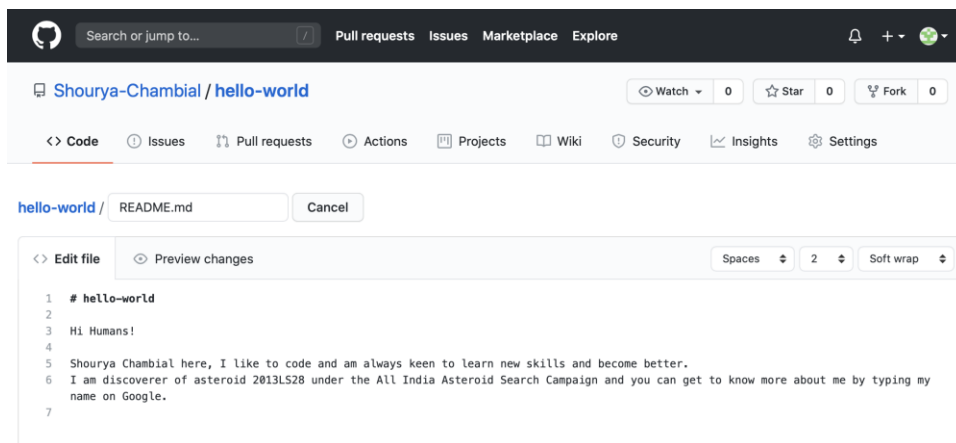 Search or jump to... / Pull requests Issues Marketplace Explore
Shourya-Chambial / hello-world Watch 0 Star 0 Fork 0
<> Code Issues Pull requests Actions Projects Wiki Security Insights Settings
hello-world / README.md Cancel
<> Edit file Preview changes Spaces 2 Soft wrap
1 # hello-world
2
3 Hi Humans!
4
5 Shourya Chambial here, I like to code and am always keen to learn new skills and become better.
6 I am discoverer of asteroid 2013LS28 under the All India Asteroid Search Campaign and you can get to know more about me by typing my
name on Google.
7